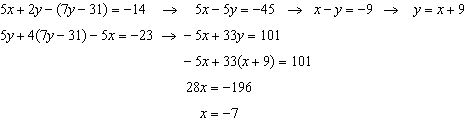 5x + 2y − (7y − 31) = −14 → 5x − 5y = −45 → x − y = −9 → y = x + 9
5y + 4(7y − 31) − 5x = −23 → − 5x + 33y = 101
− 5x + 33(x + 9) = 101
28x = −196
x = −7